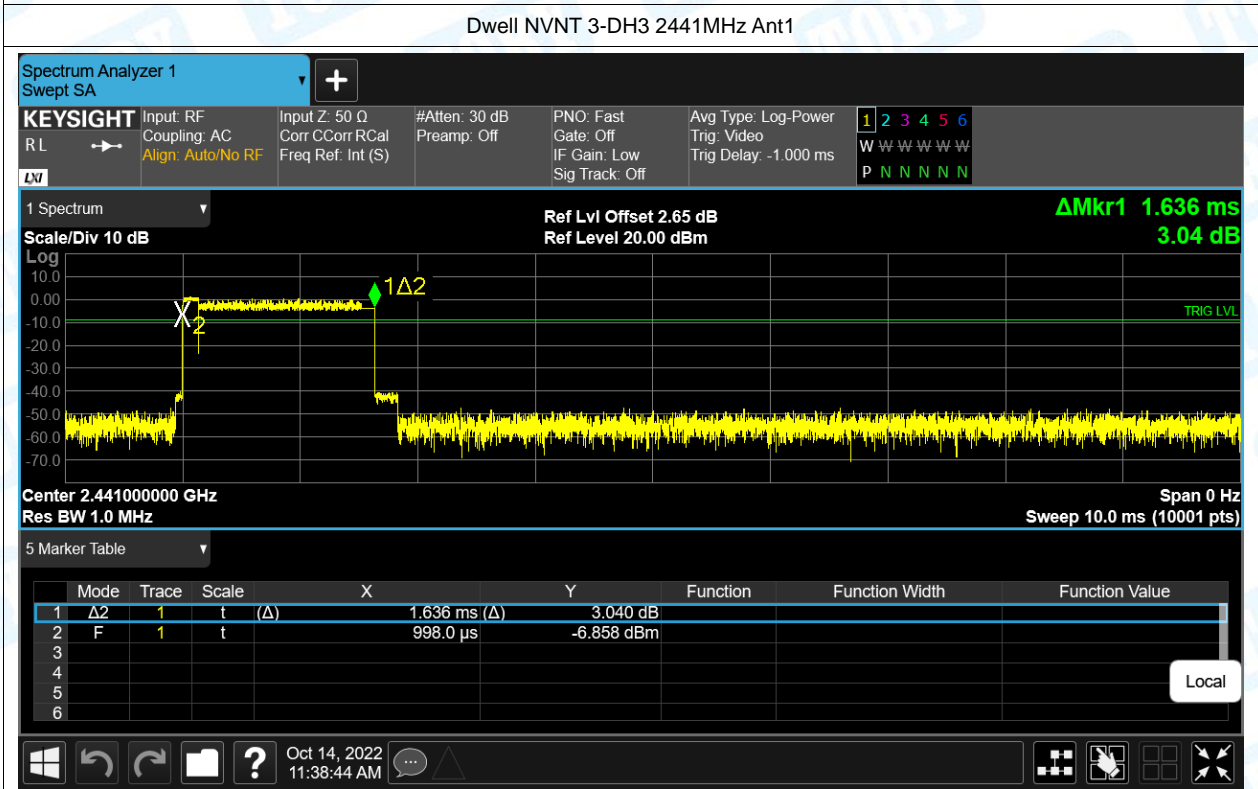 Dwell NVNT 3-DH3 2441MHz Ant1
Spectrum Analyzer 1
Swept SA
KEYSIGHT Input: RF Input Z: 50 Ω #Atten: 30 dB PNO: Fast Avg Type: Log-Power 1 2 3 4 5 6
RL Coupling: AC Corr CCorr RCal Preamp: Off Gate: Off Trig: Video W W W W W W
Align: Auto/No RF Freq Ref: Int (S) IF Gain: Low Trig Delay: -1.000 ms
LXI Sig Track: Off P N N N N N
1 Spectrum ΔMkr1 1.636 ms
Ref Lvl Offset 2.65 dB
Scale/Div 10 dB Ref Level 20.00 dBm 3.04 dB
Log
10.0
1Δ2
0.00
X TRIG LVL
2
-10.0
-20.0
-30.0
-40.0
-50.0
-60.0
-70.0
Center 2.441000000 GHz Span 0 Hz
Res BW 1.0 MHz Sweep 10.0 ms (10001 pts)
5 Marker Table
Mode Trace Scale X Y Function Function Width Function Value
1 Δ2 1 t (Δ) 1.636 ms (Δ) 3.040 dB
2 F 1 t 998.0 µs -6.858 dBm
3
4
5
6
Local
? Oct 14, 2022
11:38:44 AM